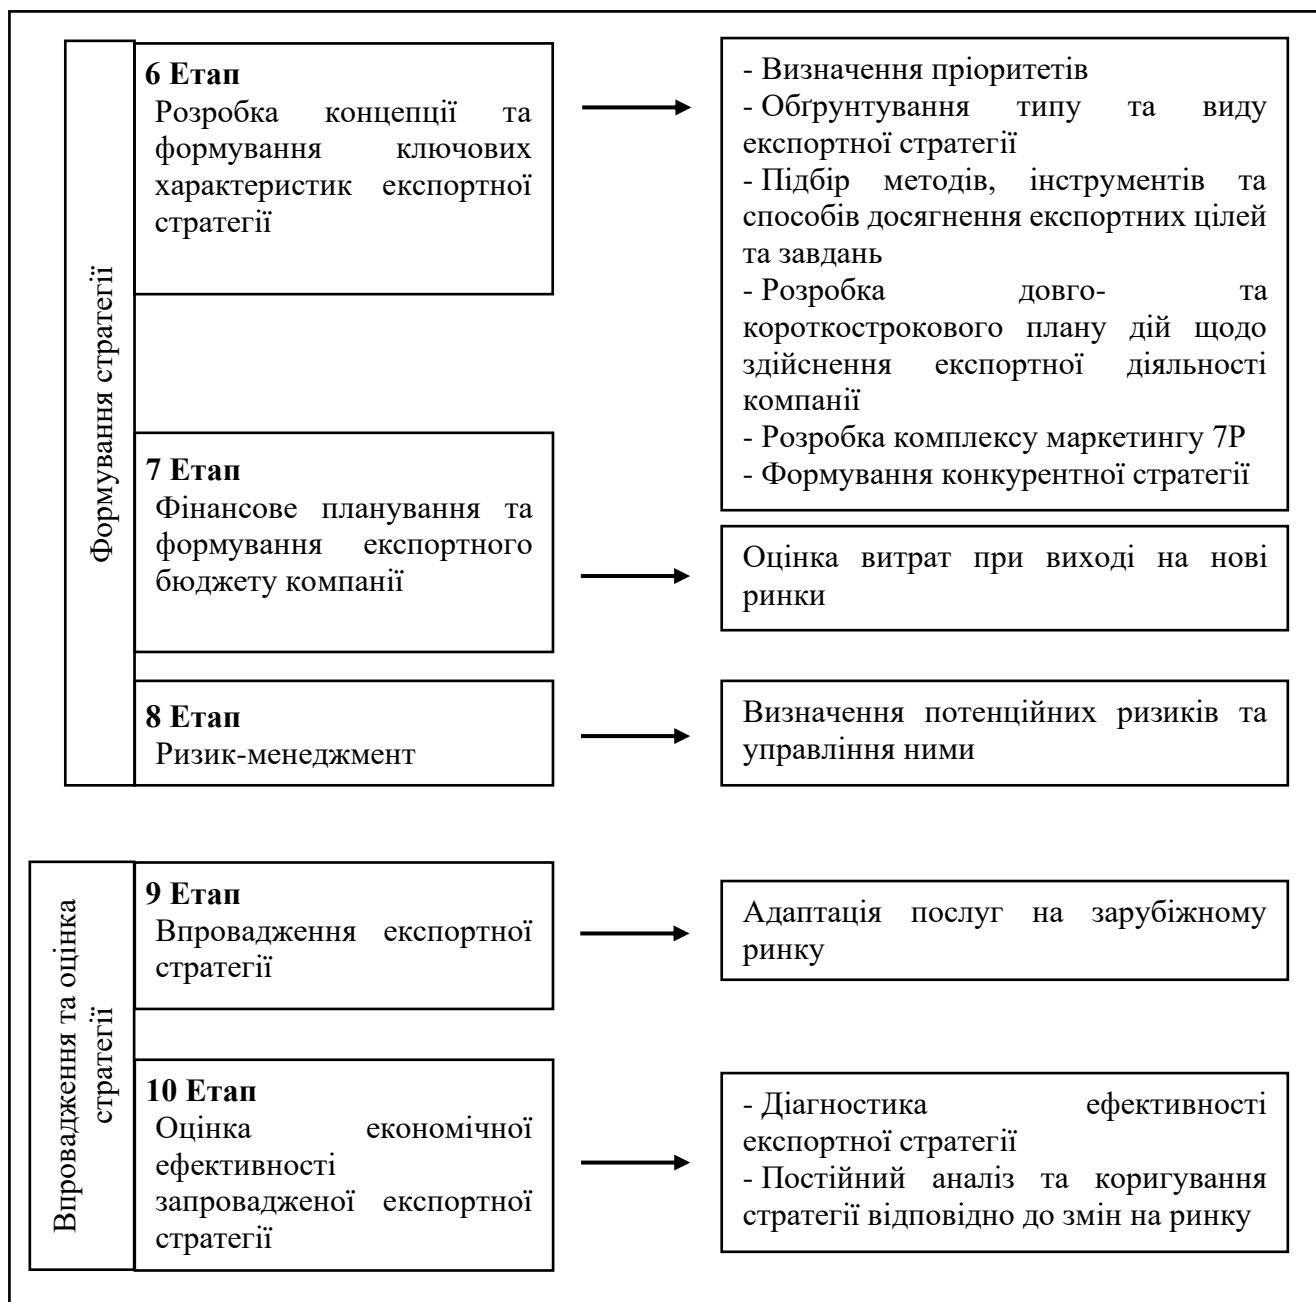 Формування стратегії
6 Етап
Розробка концепції та
формування ключових
характеристик експортної
стратегії
- Визначення пріоритетів
- Обґрунтування типу та виду
експортної стратегії
- Підбір методів, інструментів та
способів досягнення експортних цілей
та завдань
- Розробка довго- та
короткострокового плану дій щодо
здійснення експортної діяльності
компанії
- Розробка комплексу маркетингу 7Р
- Формування конкурентної стратегії
7 Етап
Фінансове планування та
формування експортного
бюджету компанії
Оцінка витрат при виході на нові
ринки
8 Етап
Ризик-менеджмент
Визначення потенційних ризиків та
управління ними
Впровадження та оцінка
стратегії
9 Етап
Впровадження експортної
стратегії
Адаптація послуг на зарубіжному
ринку
10 Етап
Оцінка економічної
ефективності
запровадженої експортної
стратегії
- Діагностика ефективності
експортної стратегії
- Постійний аналіз та коригування
стратегії відповідно до змін на ринку